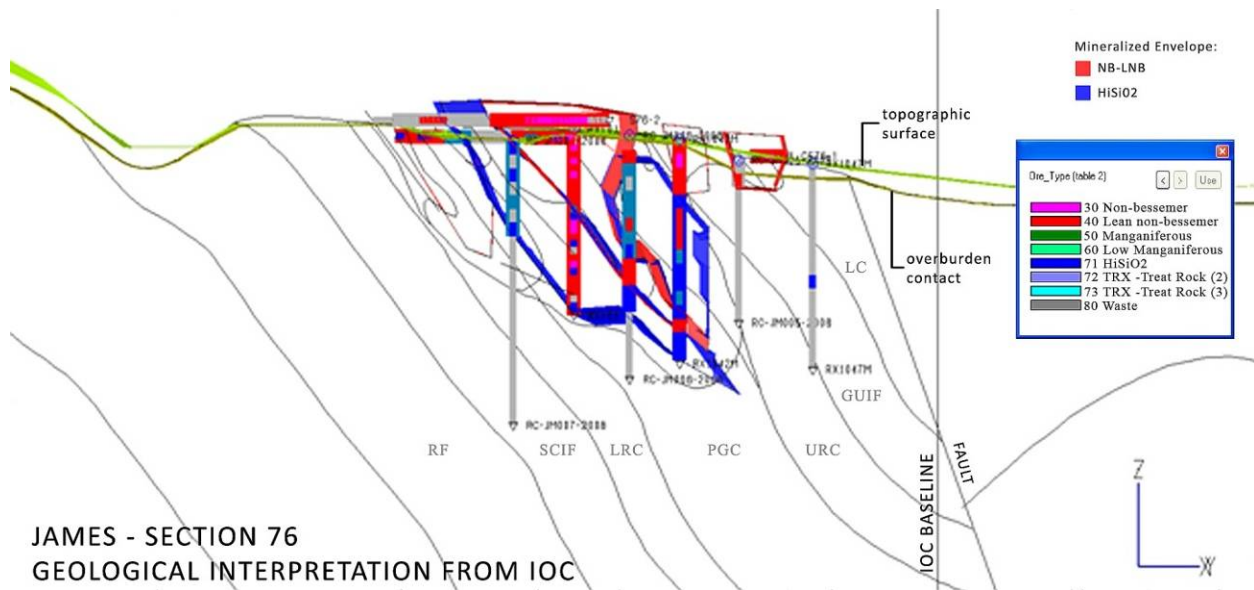 Mineralized Envelope:
NB-LNB
HiSi02
topographic
surface
Ore_Type (table 2)
< > Use
30 Non-bessemer
40 Lean non-bessemer
50 Manganiferous
60 Low Manganiferous
71 HiSiO2
72 TRX -Treat Rock (2)
73 TRX -Treat Rock (3)
80 Waste
overburden
contact
LC
RC-JM005-2008
RX1047M
GUIF
RC-JM007-2008
RF
SCIF
LRC
PGC
URC
IOC BASELINE
FAULT
Z
X
JAMES - SECTION 76
GEOLOGICAL INTERPRETATION FROM IOC